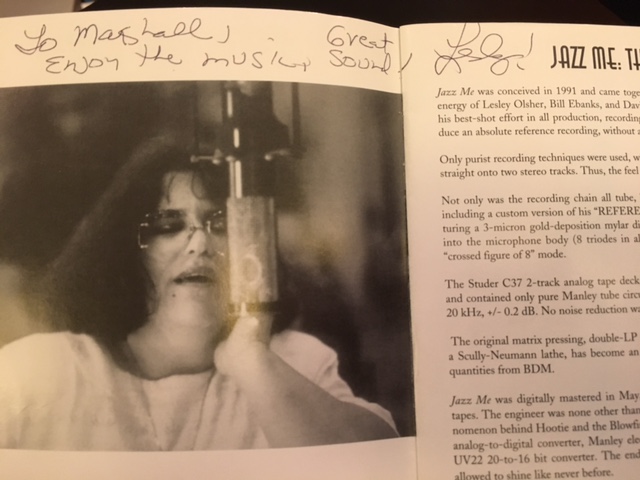 To Marshall,
Enjoy the music,
Great
Sound!
Lesley!
JAZZ ME: TH
Jazz Me was conceived in 1991 and came toge
energy of Lesley Olsher, Bill Ebanks, and Dav
his best-shot effort in all production, recording
duce an absolute reference recording, without a
Only purist recording techniques were used, w
straight onto two stereo tracks. Thus, the feel
Not only was the recording chain all tube,
including a custom version of his "REFERE
turing a 3-micron gold-deposition mylar di
into the microphone body (8 triodes in al
"crossed figure of 8" mode.
The Studer C37 2-track analog tape deck
and contained only pure Manley tube circu
20 kHz, +/- 0.2 dB. No noise reduction wa
The original matrix pressing, double-LP
a Scully-Neumann lathe, has become an
quantities from BDM.
Jazz Me was digitally mastered in May
tapes. The engineer was none other than
nomenon behind Hootie and the Blowfi
analog-to-digital converter, Manley ele
UV22 20-to-16 bit converter. The end
allowed to shine like never before.